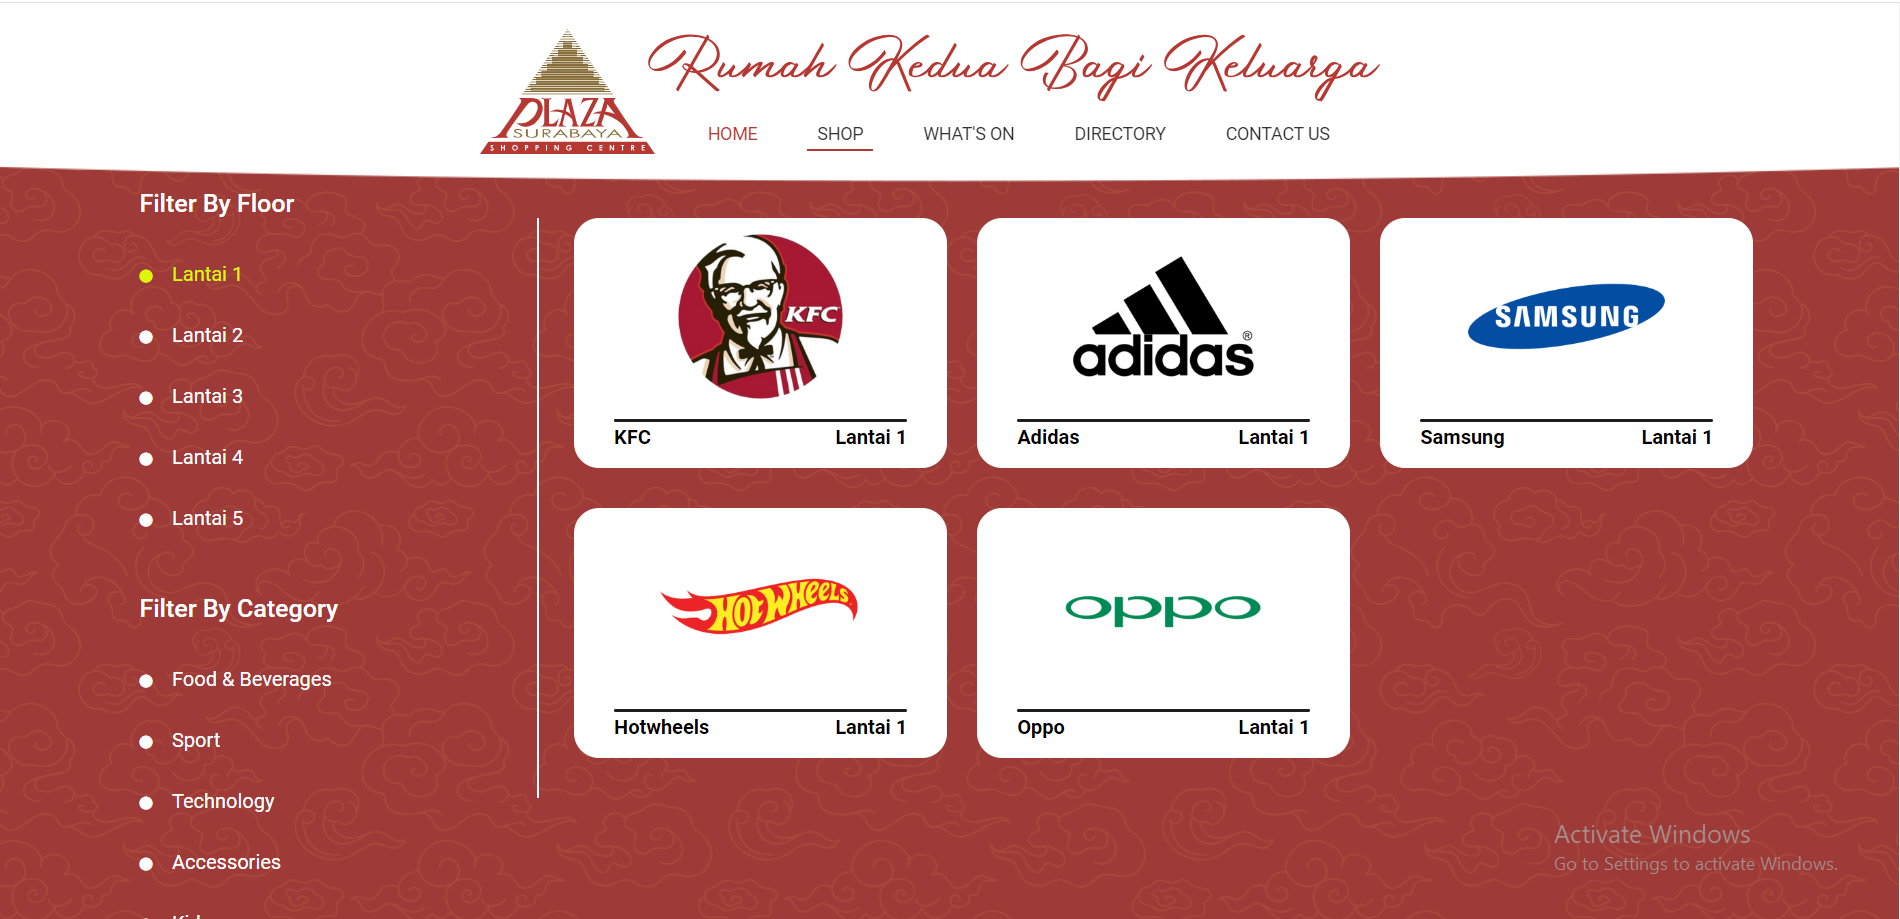 Rumah Kedua Bagi Keluarga
PLAZA
SURABAYA
SHOPPING CENTRE
HOME SHOP WHAT'S ON DIRECTORY CONTACT US
Filter By Floor
Lantai 1
Lantai 2
Lantai 3
Lantai 4
Lantai 5
Filter By Category
Food & Beverages
Sport
Technology
Accessories
KFC
KFC Lantai 1
adidas®
Adidas Lantai 1
SAMSUNG
Samsung Lantai 1
HOT WHEELS
Hotwheels Lantai 1
oppo
Oppo Lantai 1
Activate Windows
Go to Settings to activate Windows.